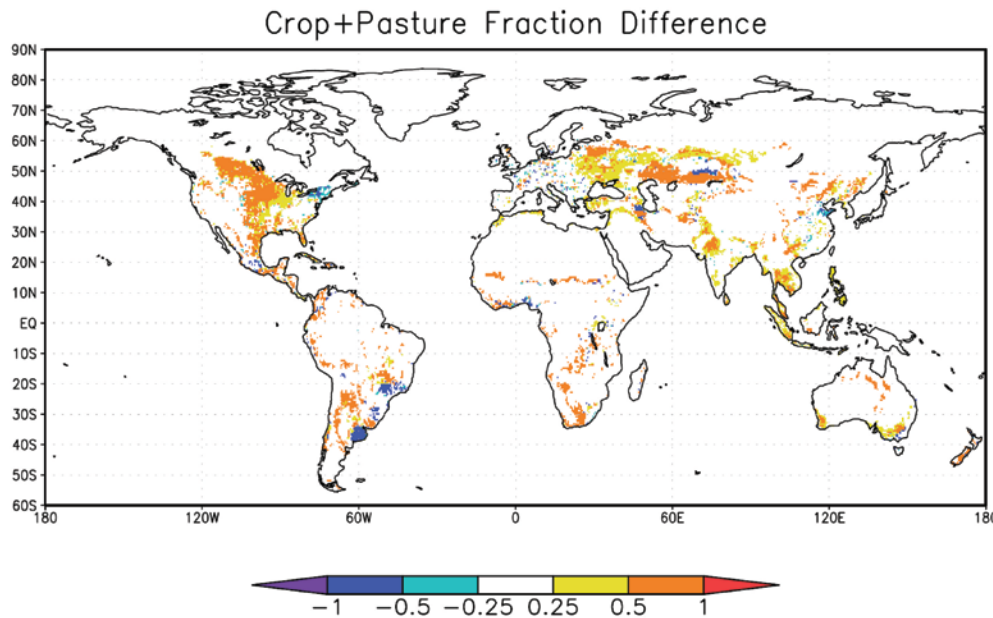 Crop+Pasture Fraction Difference
90N
80N
70N
60N
50N
40N
30N
20N
10N
EQ
10S
20S
30S
40S
50S
60S
180 120W 60W 0 60E 120E 180
-1 -0.5 -0.25 0.25 0.5 1